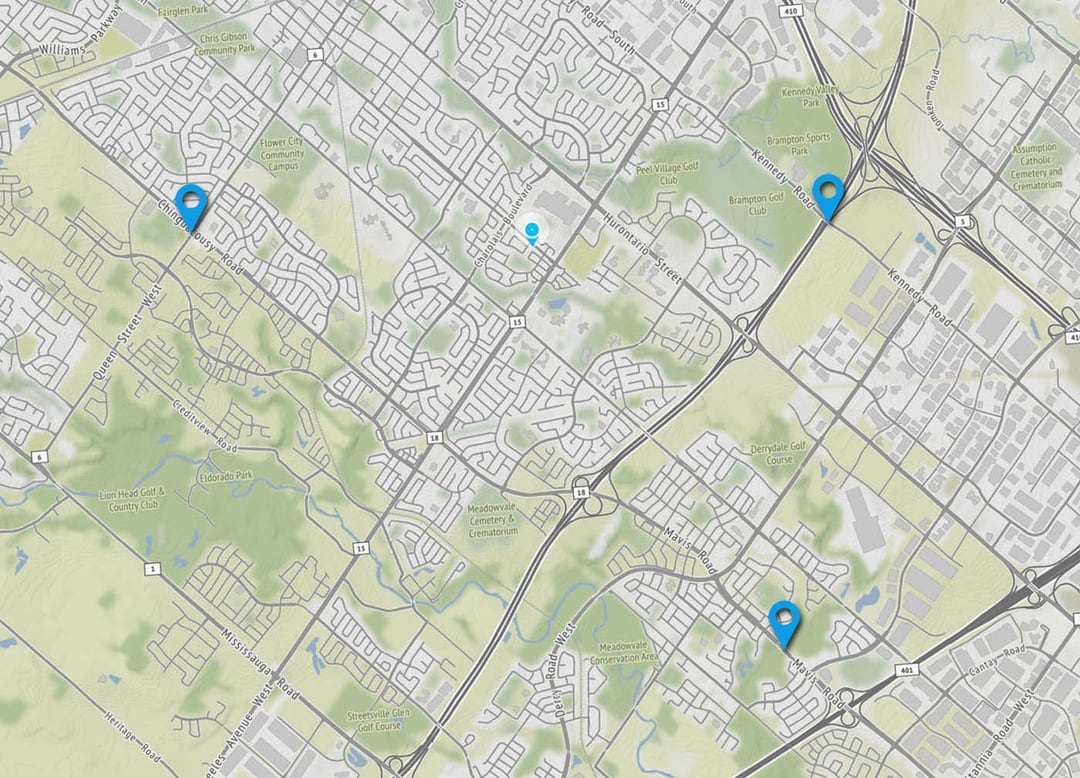 Fairglen Park
Williams Parkway
Chris Gibson
Community Park
6
Road South
410
15
Kennedy Valley
Park
Tomken Road
Brampton Sports
Park
Flower City
Community
Campus
Peel Village Golf
Club
Kennedy Road
Assumption
Catholic
Cemetery and
Crematorium
Brampton Golf
Club
Charolais Boulevard
Hurontario Street
Chinguacousy Road
5
Kennedy Road
Queen Street West
15
410
Creditview Road
18
6
Eldorado Park
Derrydale Golf
Course
Lion Head Golf &
Country Club
18
Meadowvale
Cemetery &
Crematorium
15
Mavis Road
1
Mississauga Road
Derry Road West
Meadowvale
Conservation Area
Mavis Road
401
Cantay Road
Streetsville Glen
Golf Course
Heritage Road
eeles Avenue West
tannia Road West